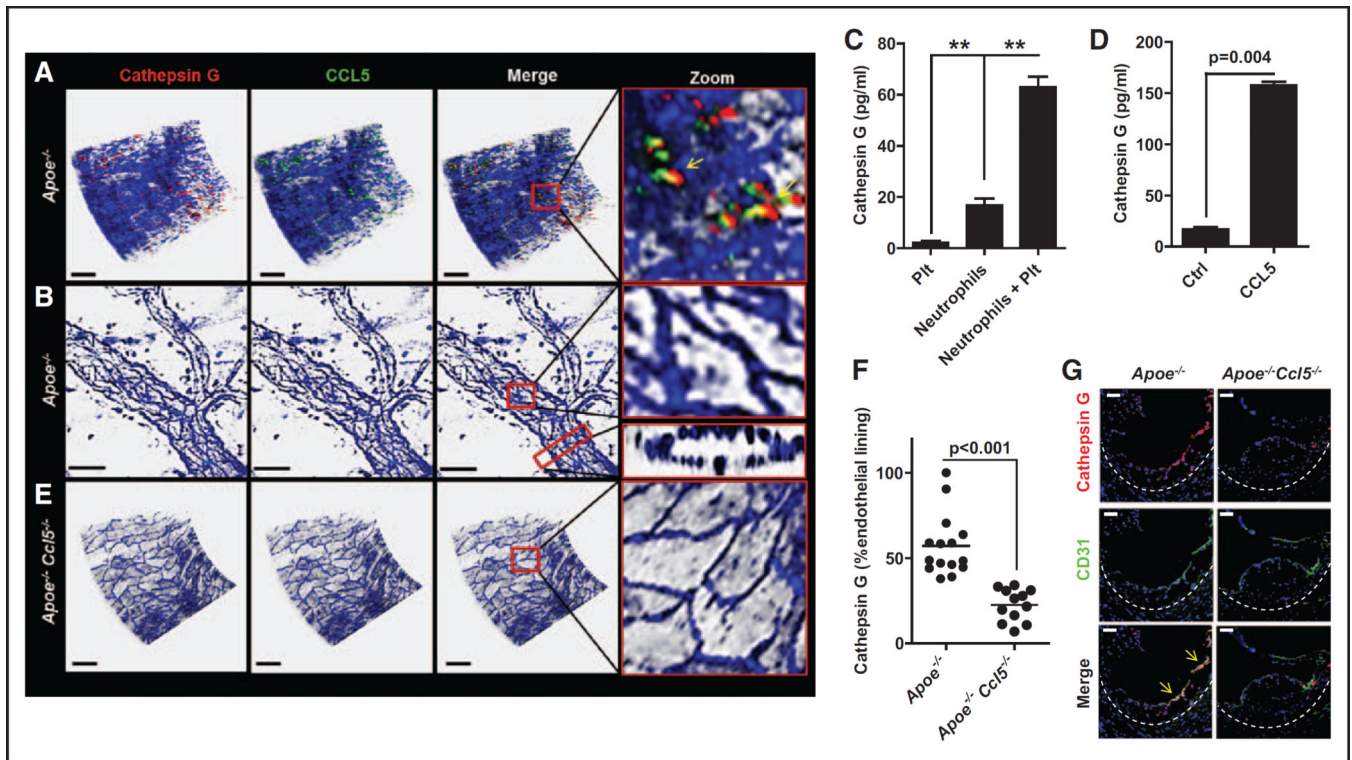 A
Cathepsin G
CCL5
Merge
Zoom
Apoe-/-
B
Apoe-/-
E
Apoe-/- Ccl5-/-
C
Cathepsin G (pg/ml)
80
60
40
20
0
**
**
Plt
Neutrophils
Neutrophils + Plt
D
Cathepsin G (pg/ml)
200
150
100
50
0
p=0.004
Ctrl
CCL5
F
Cathepsin G (%endothelial lining)
100
50
0
p<0.001
Apoe-/-
Apoe-/- Ccl5-/-
G
Apoe-/-
Apoe-/-Ccl5-/-
Cathepsin G
CD31
Merge